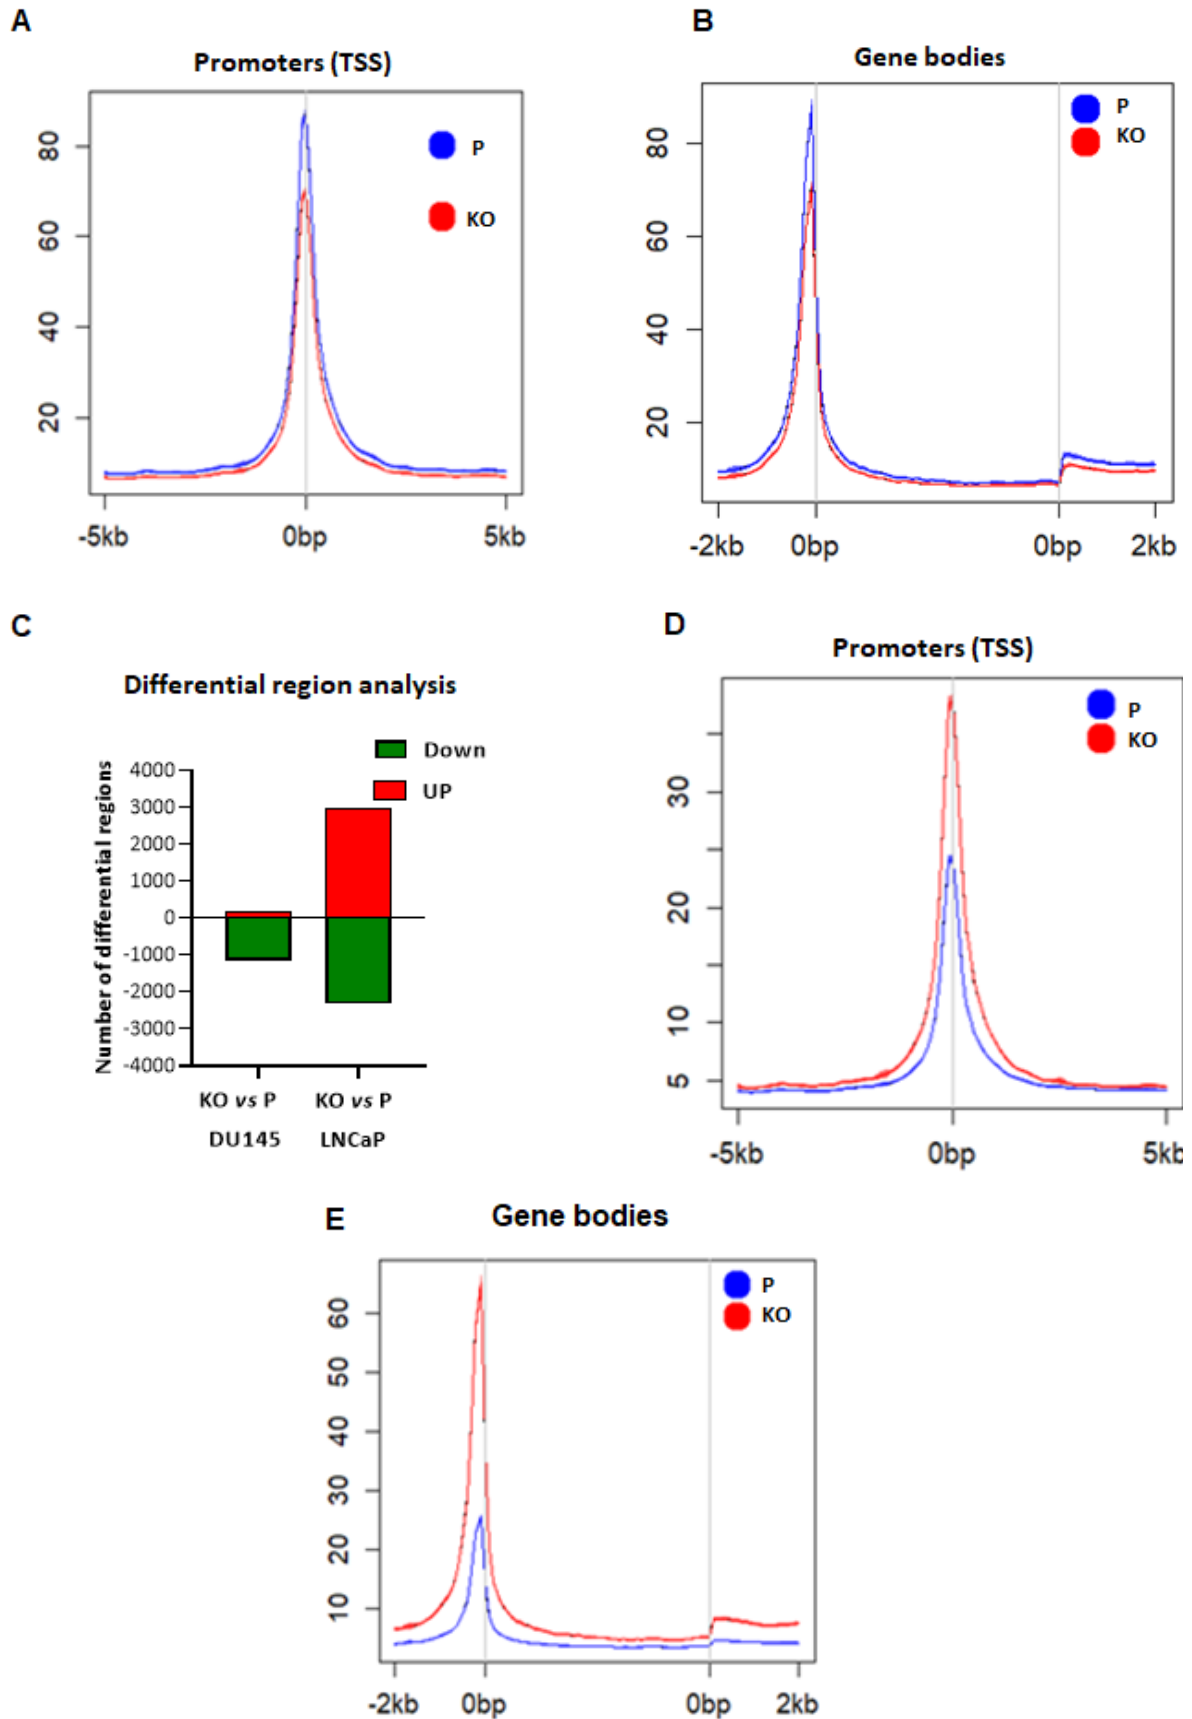 A
Promoters (TSS)
P
KO
80
60
40
20
-5kb 0bp 5kb
B
Gene bodies
P
KO
80
60
40
20
-2kb 0bp 0bp 2kb
C
Differential region analysis
Down
UP
Number of differential regions
4000
3000
2000
1000
0
-1000
-2000
-3000
-4000
KO vs P KO vs P
DU145 LNCaP
D
Promoters (TSS)
P
KO
30
20
10
5
-5kb 0bp 5kb
E
Gene bodies
P
KO
60
50
40
30
20
10
-2kb 0bp 0bp 2kb